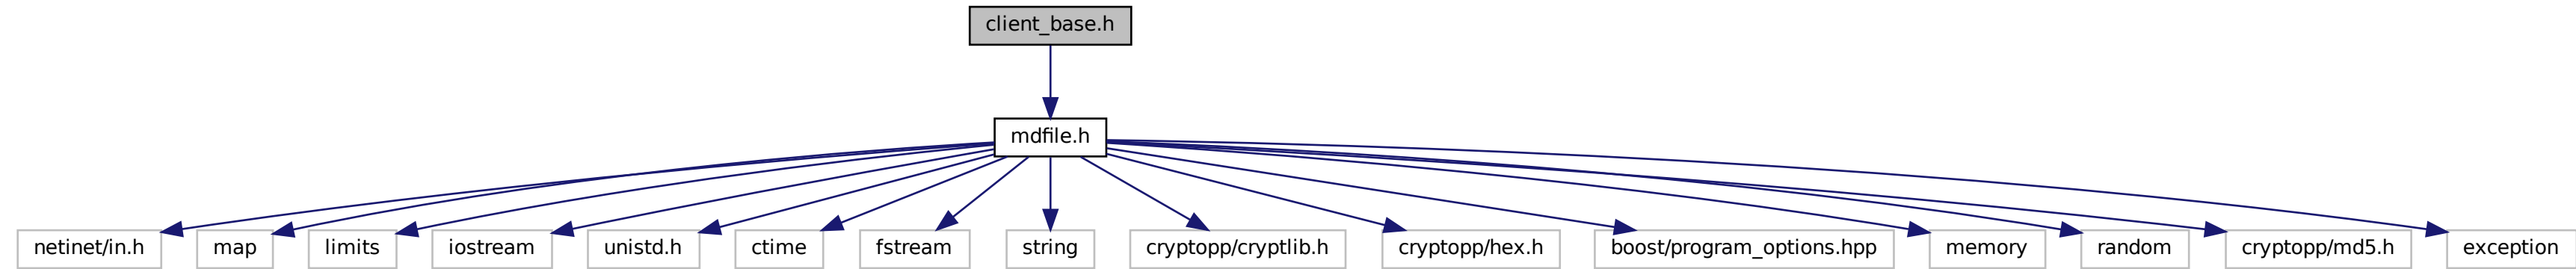 client_base.h
mdfile.h
netinet/in.h
map
limits
iostream
unistd.h
ctime
fstream
string
cryptopp/cryptlib.h
cryptopp/hex.h
boost/program_options.hpp
memory
random
cryptopp/md5.h
exception